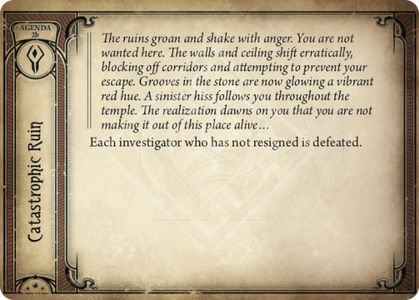 AGENDA
2b
Catastrophic Ruin
The ruins groan and shake with anger. You are not
wanted here. The walls and ceiling shift erratically,
blocking off corridors and attempting to prevent your
escape. Grooves in the stone are now glowing a vibrant
red hue. A sinister hiss follows you throughout the
temple. The realization dawns on you that you are not
making it out of this place alive…
Each investigator who has not resigned is defeated.